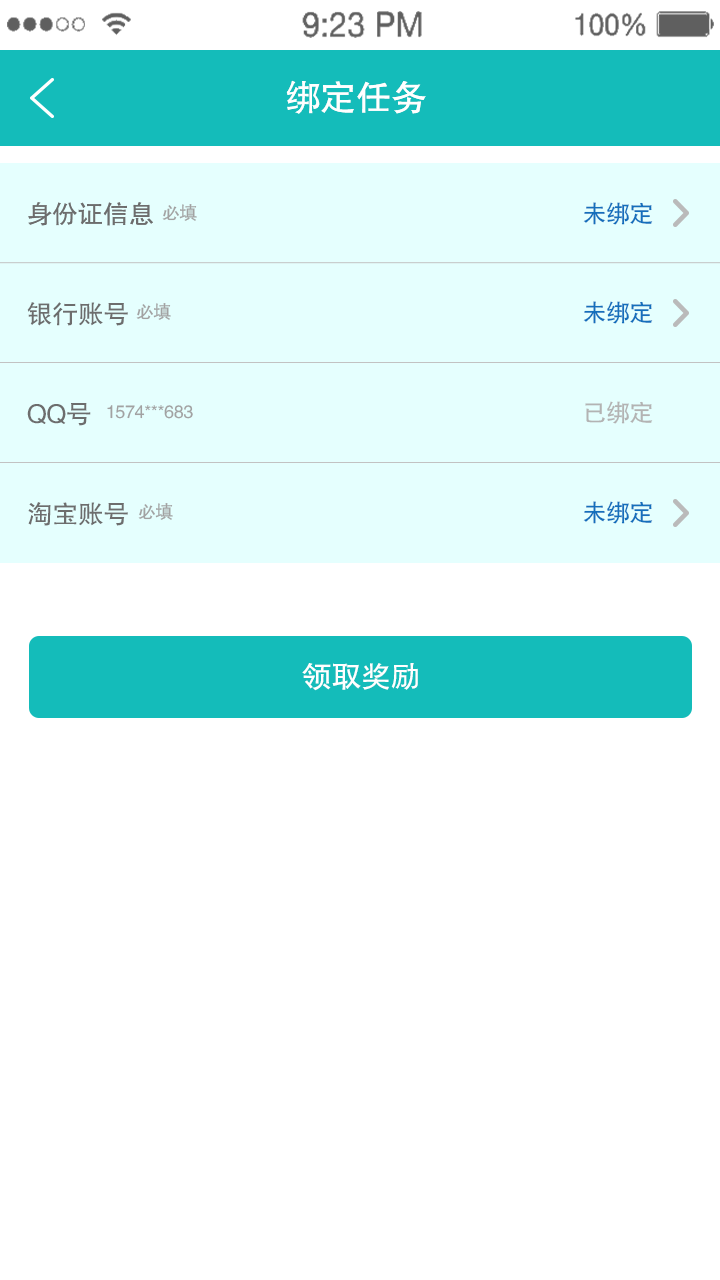 9:23 PM 100%
绑定任务
身份证信息 必填 未绑定
银行账号 必填 未绑定
QQ号 1574***683 已绑定
淘宝账号 必填 未绑定
领取奖励